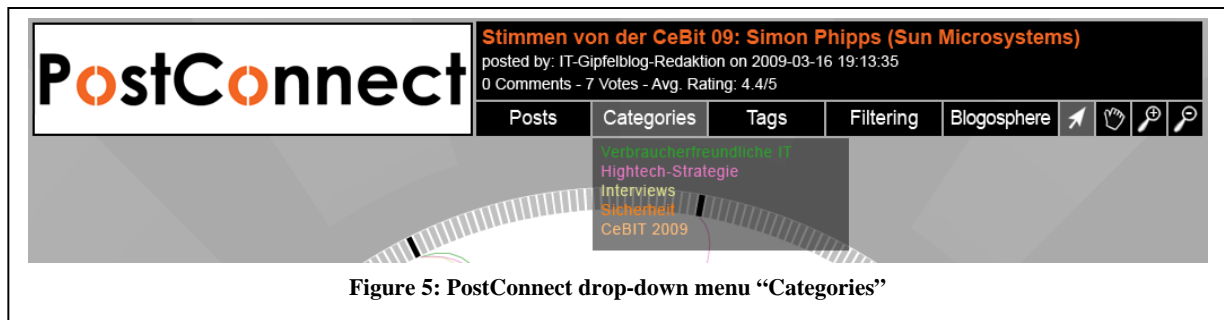 PostConnect
Stimmen von der CeBit 09: Simon Phipps (Sun Microsystems)
posted by: IT-Gipfelblog-Redaktion on 2009-03-16 19:13:35
0 Comments - 7 Votes - Avg. Rating: 4.4/5
Posts Categories Tags Filtering Blogosphere
Verbraucherfreundliche IT
Hightech-Strategie
Interviews
Sicherheit
CeBIT 2009
Figure 5: PostConnect drop-down menu “Categories”